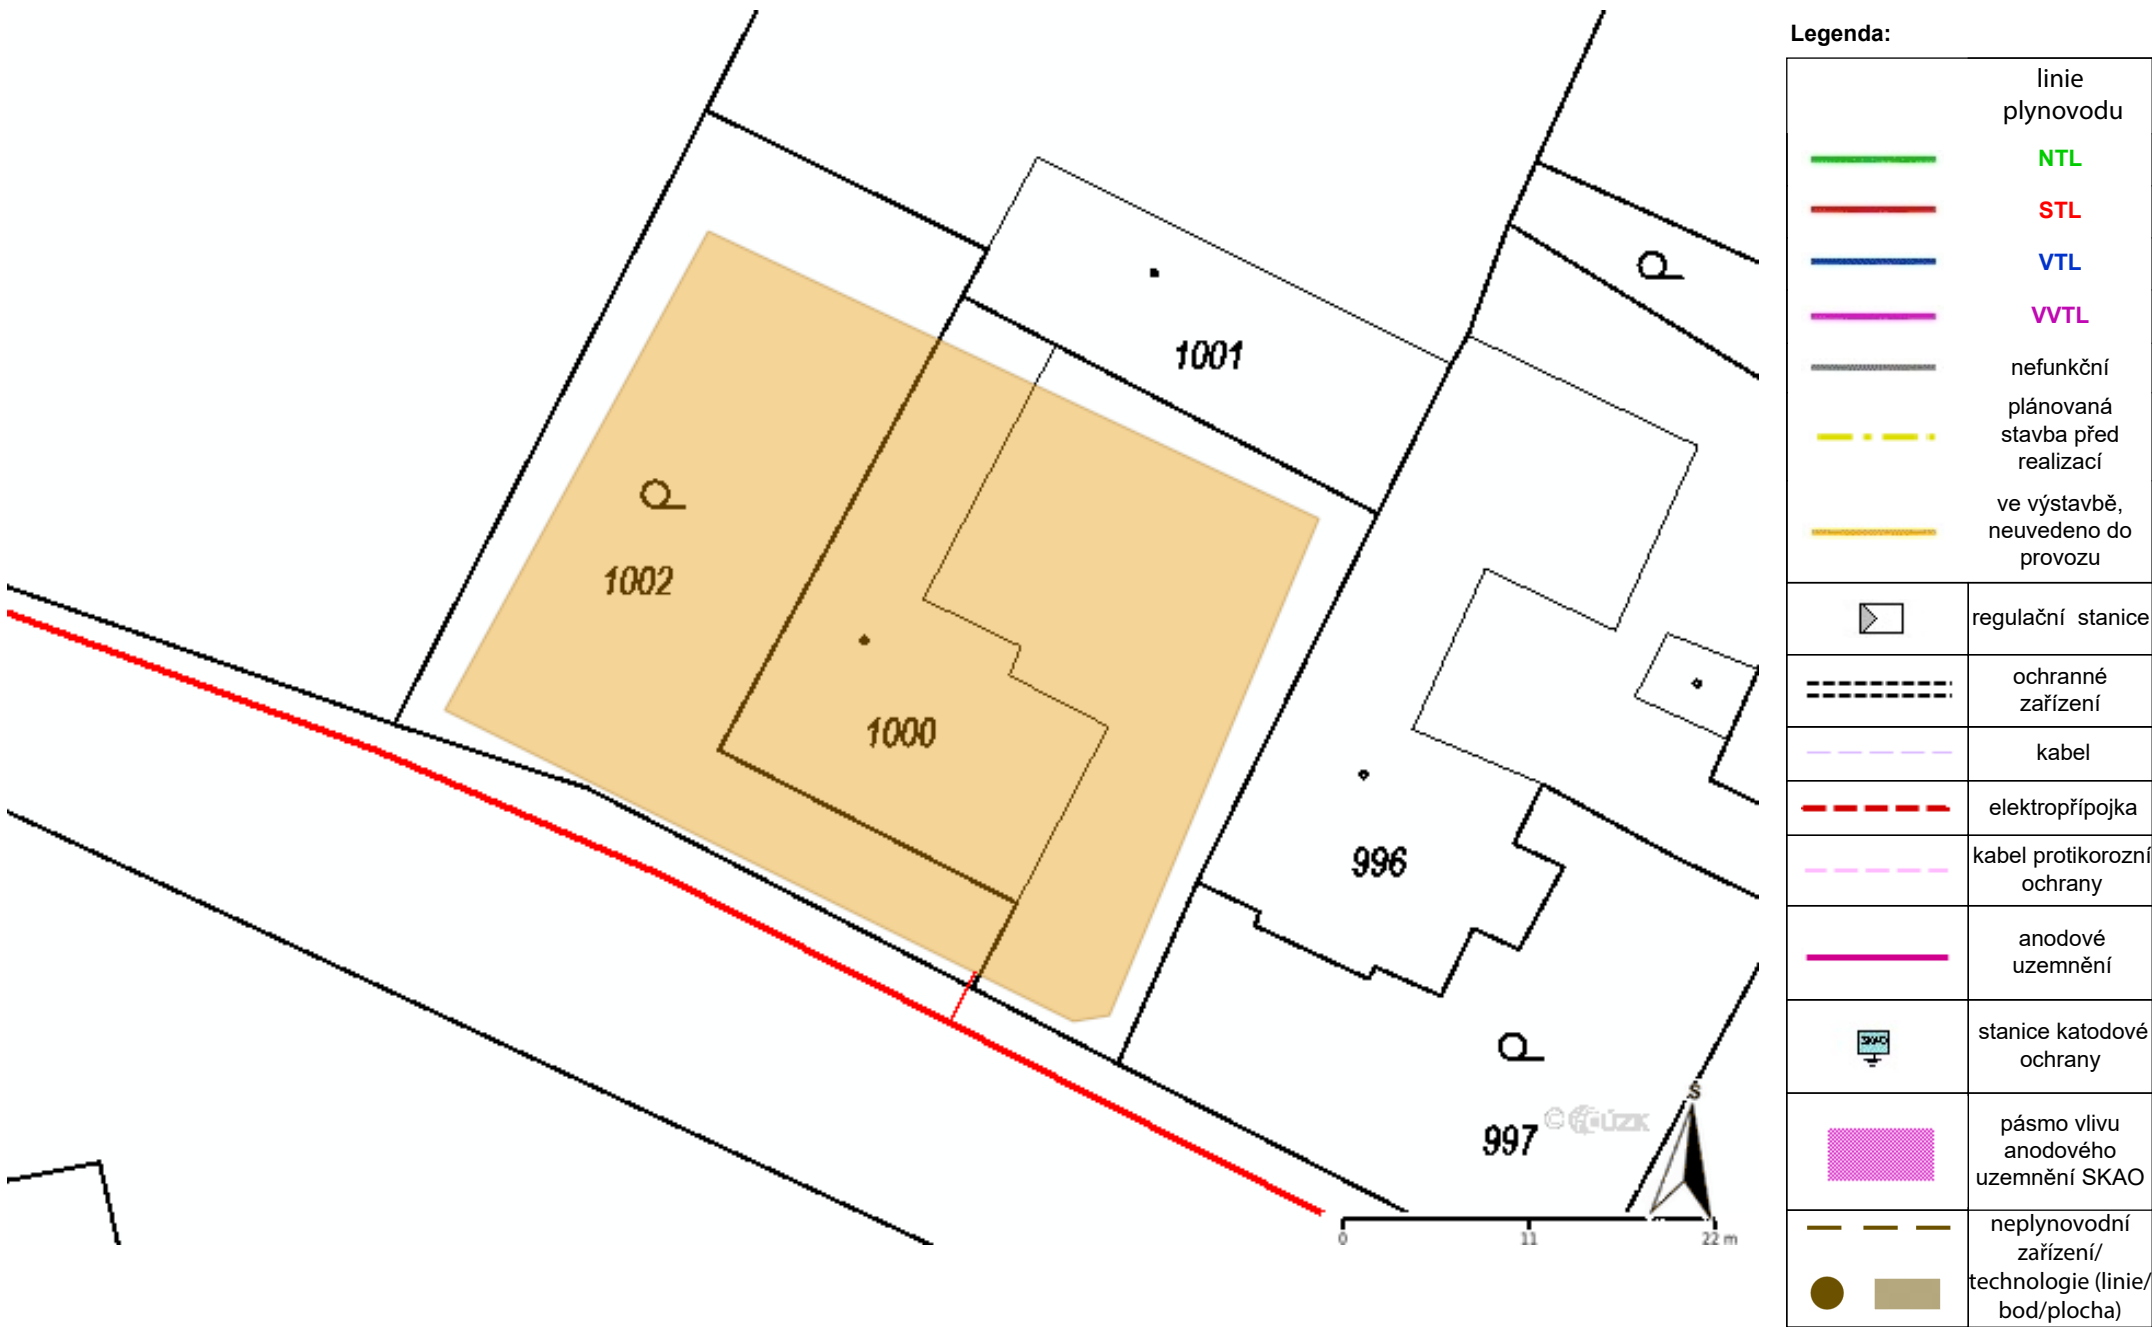 Legenda:
linie
plynovodu
NTL
STL
VTL
VVTL
nefunkční
plánovaná
stavba před
realizací
ve výstavbě,
neuvedeno do
provozu
regulační stanice
ochranné
zařízení
kabel
elektropřípojka
kabel protikorozní
ochrany
anodové
uzemnění
SKAO
stanice katodové
ochrany
pásmo vlivu
anodového
uzemnění SKAO
neplynovodní
zařízení/
technologie (linie/
bod/plocha)
1001
1002
1000
996
997
©ČÚZK
Š
0 11 22 m